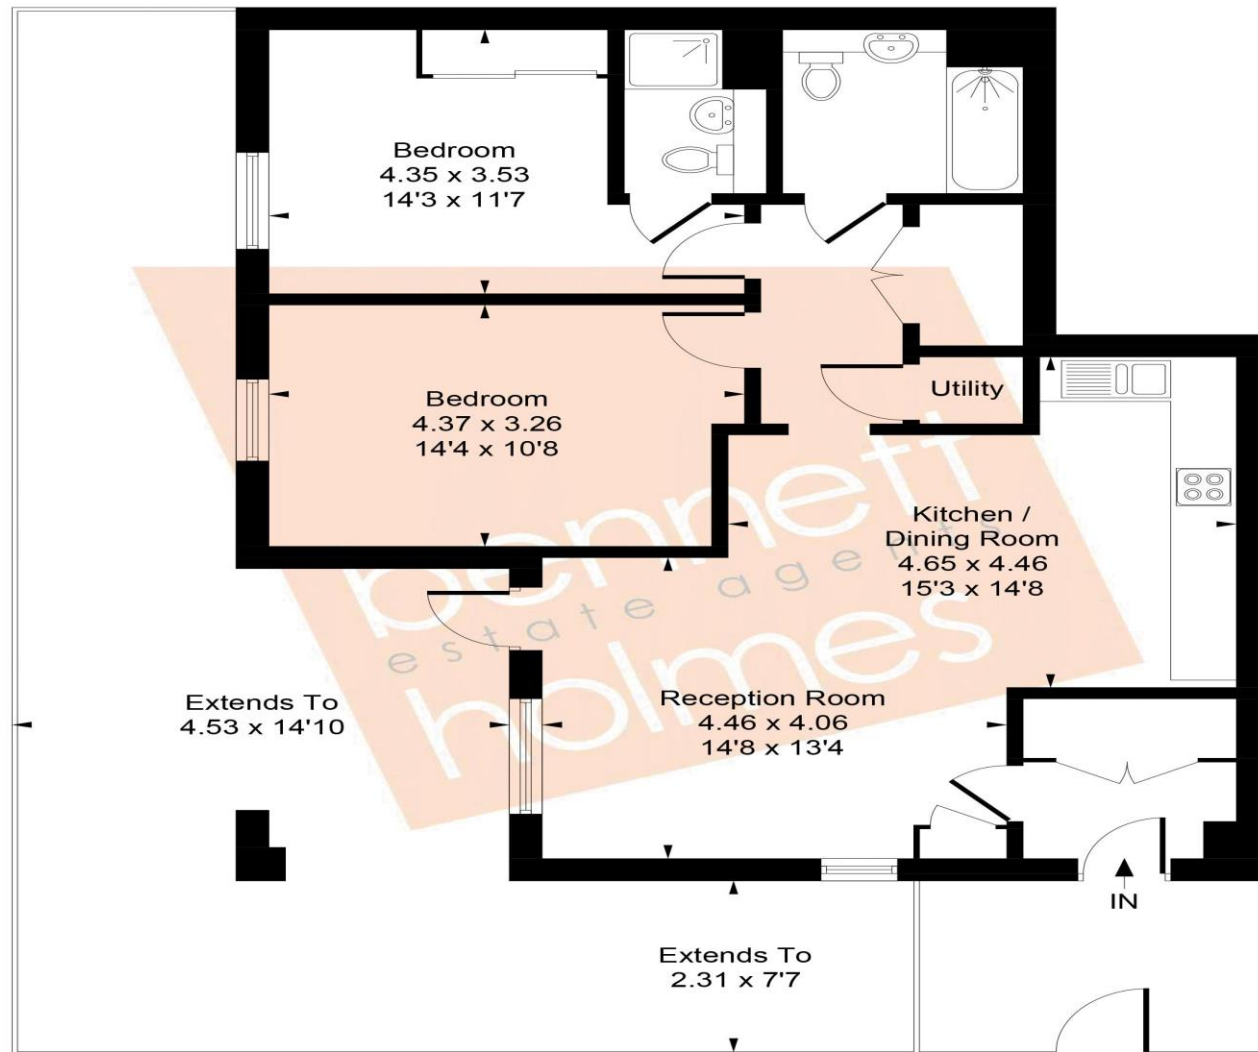 Bedroom
4.35 x 3.53
14'3 x 11'7
Bedroom
4.37 x 3.26
14'4 x 10'8
Utility
Kitchen /
Dining Room
4.65 x 4.46
15'3 x 14'8
bennett
estate agents
holmes
Extends To
4.53 x 14'10
Reception Room
4.46 x 4.06
14'8 x 13'4
IN
Extends To
2.31 x 7'7